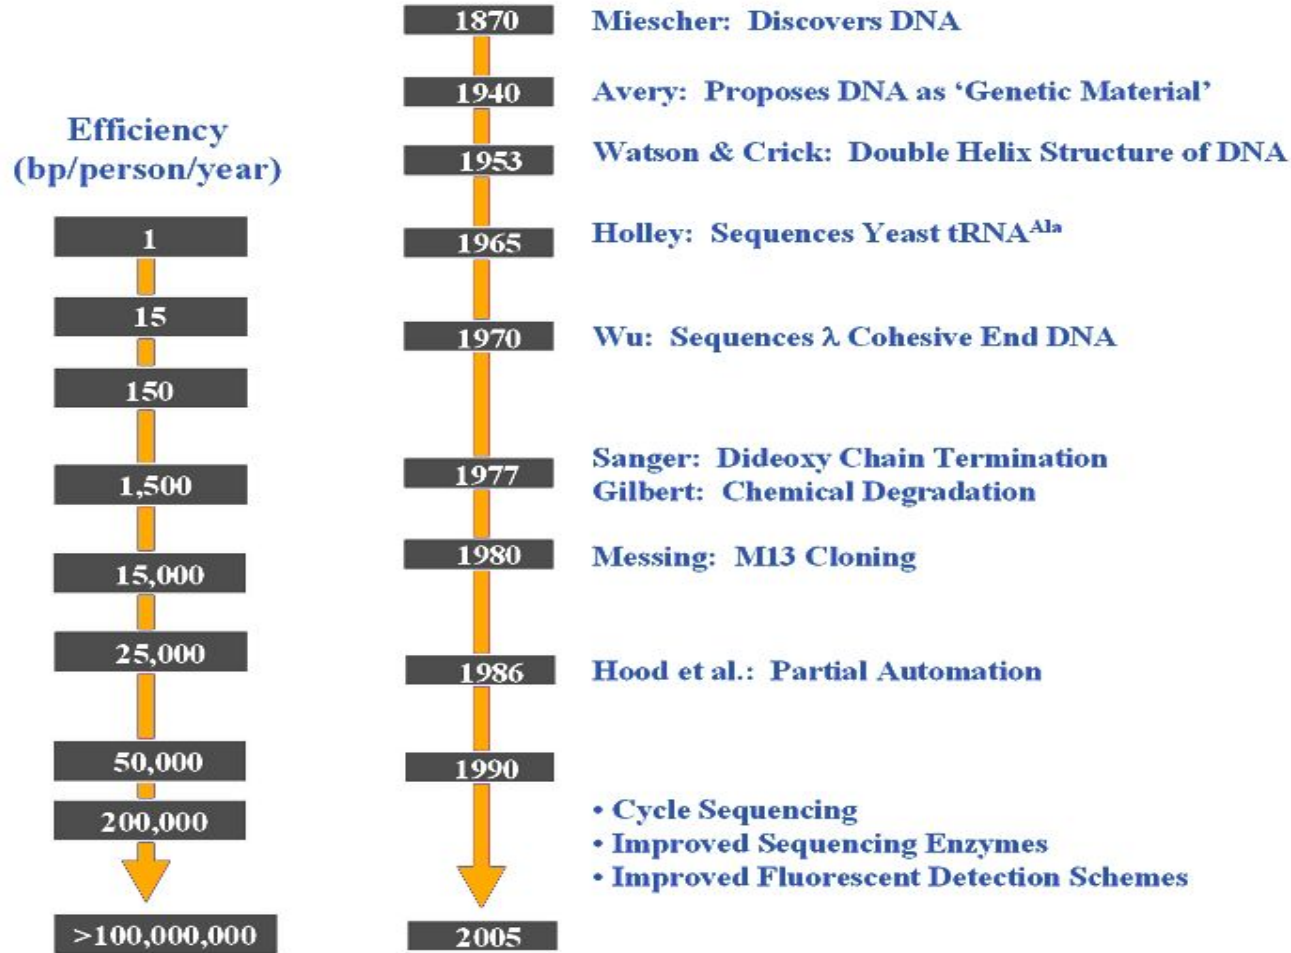 Efficiency
(bp/person/year)
1
15
150
1,500
15,000
25,000
50,000
200,000
>100,000,000
1870 Miescher: Discovers DNA
1940 Avery: Proposes DNA as ‘Genetic Material’
1953 Watson & Crick: Double Helix Structure of DNA
1965 Holley: Sequences Yeast tRNAᴬˡᵃ
1970 Wu: Sequences λ Cohesive End DNA
1977 Sanger: Dideoxy Chain Termination
Gilbert: Chemical Degradation
1980 Messing: M13 Cloning
1986 Hood et al.: Partial Automation
1990
• Cycle Sequencing
• Improved Sequencing Enzymes
• Improved Fluorescent Detection Schemes
2005